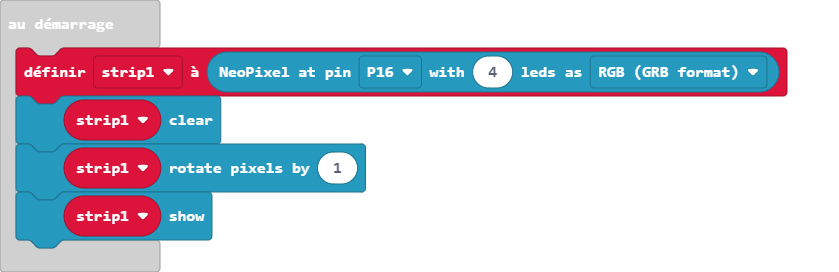 au démarrage
définir strip1 à NeoPixel at pin P16 with 4 leds as RGB (GRB format)
strip1 clear
strip1 rotate pixels by 1
strip1 show